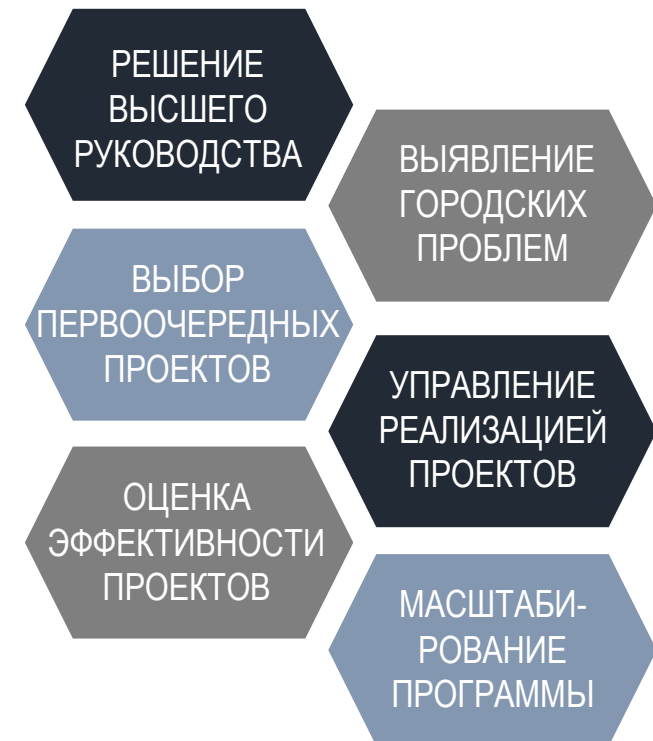 РЕШЕНИЕ
ВЫСШЕГО
РУКОВОДСТВА
ВЫЯВЛЕНИЕ
ГОРОДСКИХ
ПРОБЛЕМ
ВЫБОР
ПЕРВООЧЕРЕДНЫХ
ПРОЕКТОВ
УПРАВЛЕНИЕ
РЕАЛИЗАЦИЕЙ
ПРОЕКТОВ
ОЦЕНКА
ЭФФЕКТИВНОСТИ
ПРОЕКТОВ
МАСШТАБИ-
РОВАНИЕ
ПРОГРАММЫ